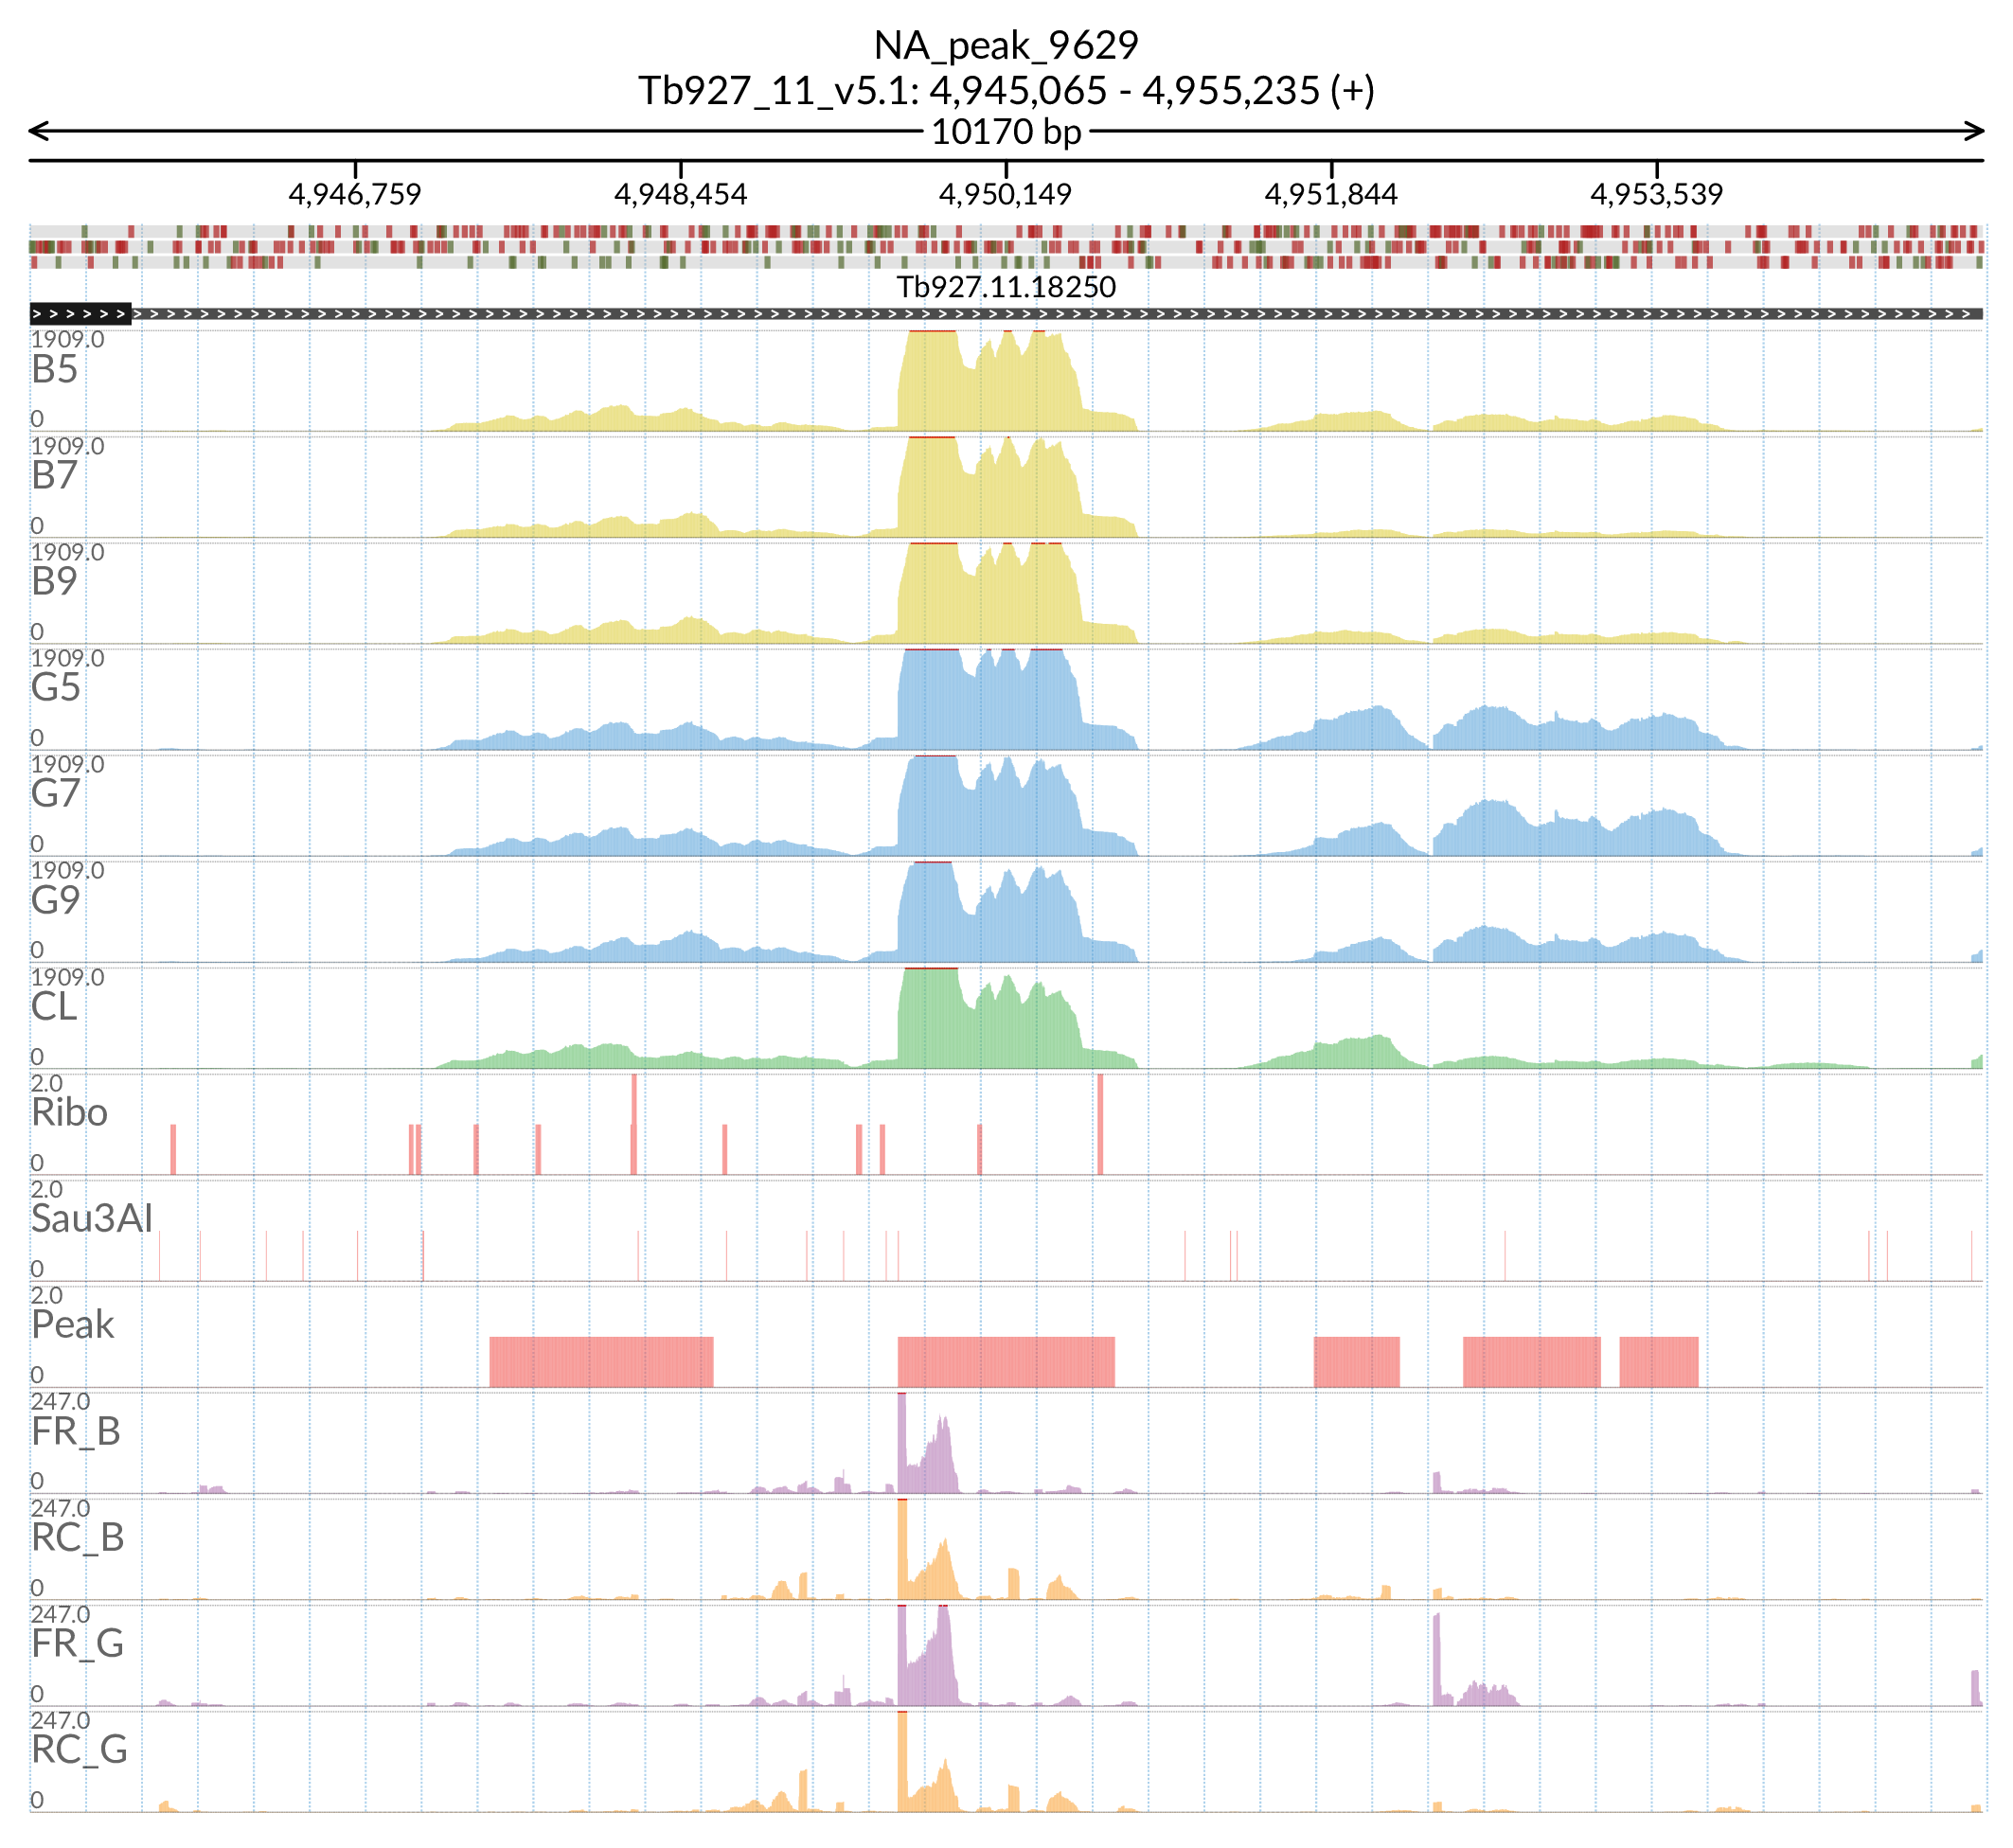 NA_peak_9629
Tb927_11_v5.1: 4,945,065 - 4,955,235 (+)
10170 bp
4,946,759 4,948,454 4,950,149 4,951,844 4,953,539
Tb927.11.18250
1909.0
B5
0
1909.0
B7
0
1909.0
B9
0
1909.0
G5
0
1909.0
G7
0
1909.0
G9
0
1909.0
CL
0
2.0
Ribo
0
2.0
Sau3AI
0
2.0
Peak
0
247.0
FR_B
0
247.0
RC_B
0
247.0
FR_G
0
247.0
RC_G
0